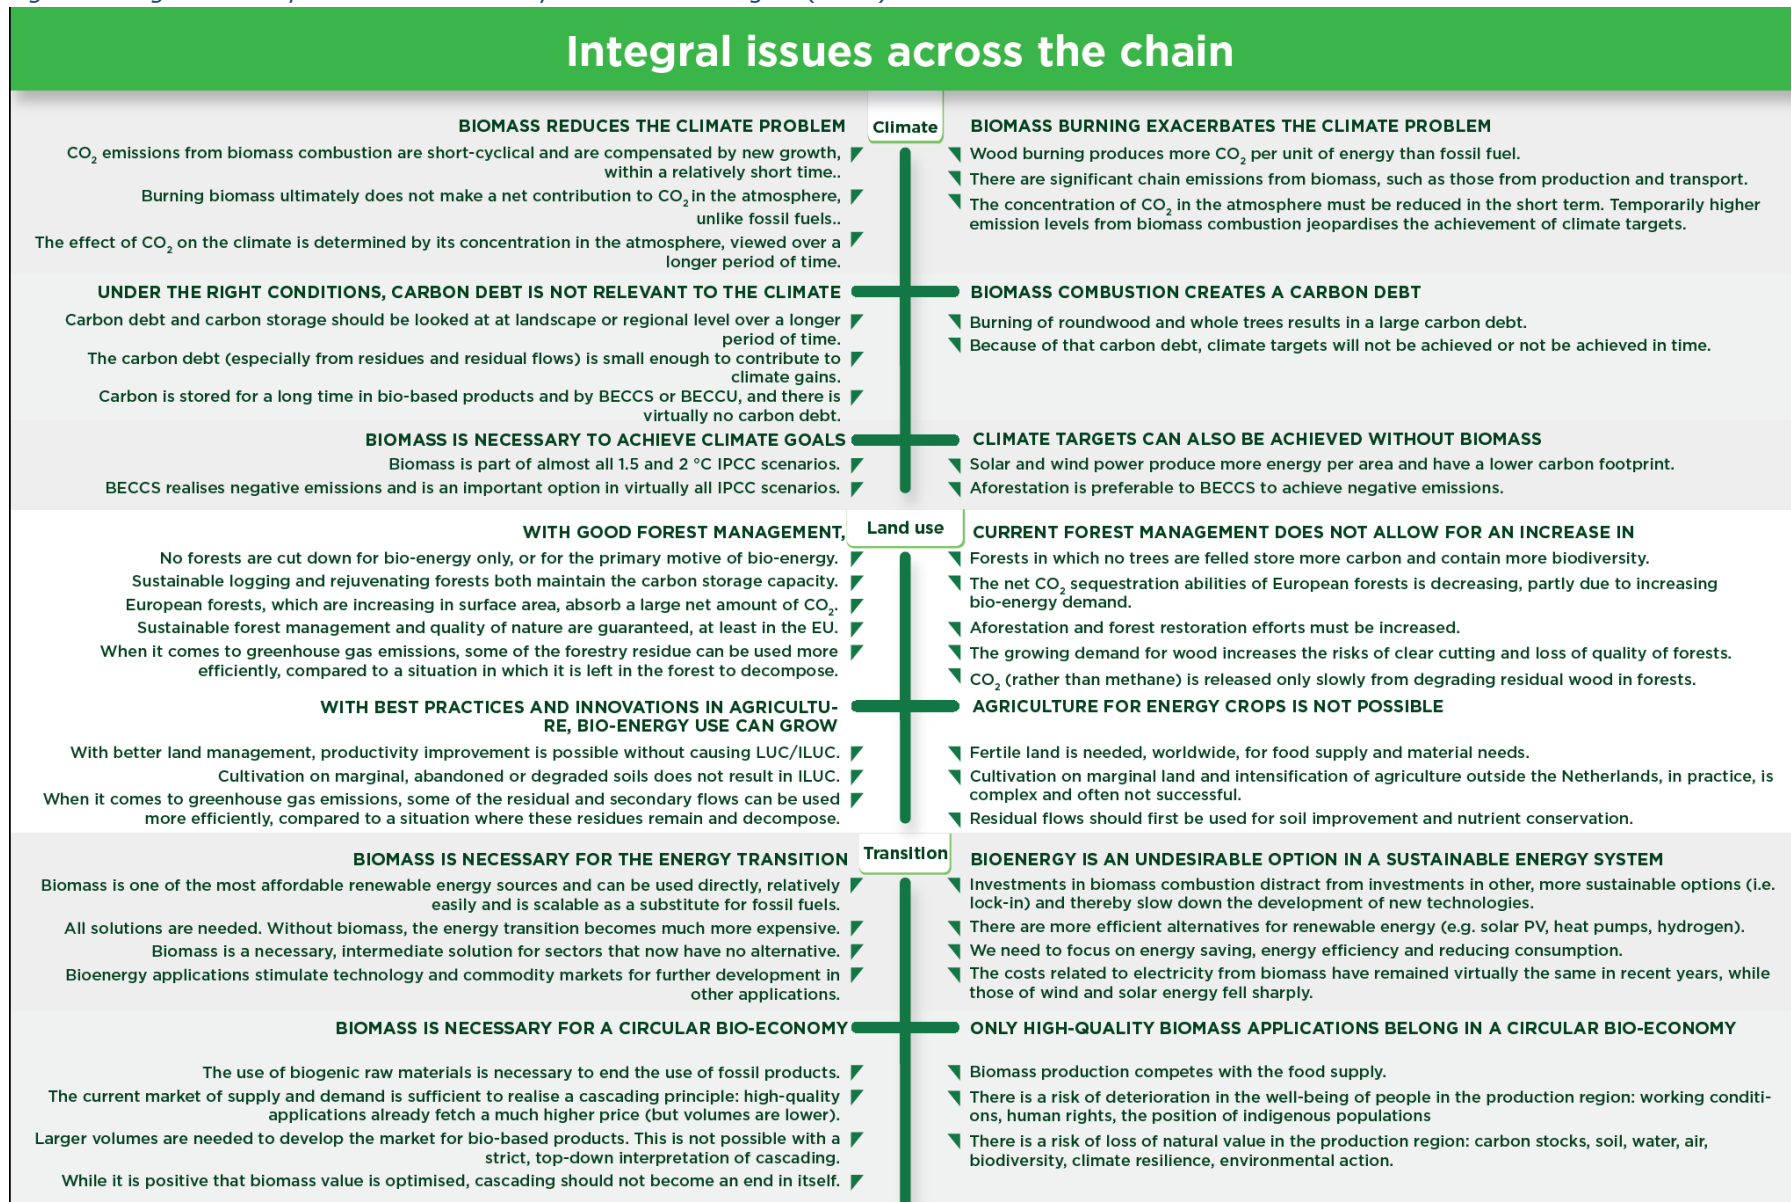 Integral issues across the chain
Climate
BIOMASS REDUCES THE CLIMATE PROBLEM
CO2 emissions from biomass combustion are short-cyclical and are compensated by new growth,
within a relatively short time..
Burning biomass ultimately does not make a net contribution to CO2 in the atmosphere,
unlike fossil fuels..
The effect of CO2 on the climate is determined by its concentration in the atmosphere, viewed over a
longer period of time.
BIOMASS BURNING EXACERBATES THE CLIMATE PROBLEM
Wood burning produces more CO2 per unit of energy than fossil fuel.
There are significant chain emissions from biomass, such as those from production and transport.
The concentration of CO2 in the atmosphere must be reduced in the short term. Temporarily higher
emission levels from biomass combustion jeopardises the achievement of climate targets.
UNDER THE RIGHT CONDITIONS, CARBON DEBT IS NOT RELEVANT TO THE CLIMATE
Carbon debt and carbon storage should be looked at at landscape or regional level over a longer
period of time.
The carbon debt (especially from residues and residual flows) is small enough to contribute to
climate gains.
Carbon is stored for a long time in bio-based products and by BECCS or BECCU, and there is
virtually no carbon debt.
BIOMASS COMBUSTION CREATES A CARBON DEBT
Burning of roundwood and whole trees results in a large carbon debt.
Because of that carbon debt, climate targets will not be achieved or not be achieved in time.
BIOMASS IS NECESSARY TO ACHIEVE CLIMATE GOALS
Biomass is part of almost all 1.5 and 2 °C IPCC scenarios.
BECCS realises negative emissions and is an important option in virtually all IPCC scenarios.
CLIMATE TARGETS CAN ALSO BE ACHIEVED WITHOUT BIOMASS
Solar and wind power produce more energy per area and have a lower carbon footprint.
Aforestation is preferable to BECCS to achieve negative emissions.
Land use
WITH GOOD FOREST MANAGEMENT,
No forests are cut down for bio-energy only, or for the primary motive of bio-energy.
Sustainable logging and rejuvenating forests both maintain the carbon storage capacity.
European forests, which are increasing in surface area, absorb a large net amount of CO2.
Sustainable forest management and quality of nature are guaranteed, at least in the EU.
When it comes to greenhouse gas emissions, some of the forestry residue can be used more
efficiently, compared to a situation in which it is left in the forest to decompose.
CURRENT FOREST MANAGEMENT DOES NOT ALLOW FOR AN INCREASE IN
Forests in which no trees are felled store more carbon and contain more biodiversity.
The net CO2 sequestration abilities of European forests is decreasing, partly due to increasing
bio-energy demand.
Aforestation and forest restoration efforts must be increased.
The growing demand for wood increases the risks of clear cutting and loss of quality of forests.
CO2 (rather than methane) is released only slowly from degrading residual wood in forests.
WITH BEST PRACTICES AND INNOVATIONS IN AGRICULTU-
RE, BIO-ENERGY USE CAN GROW
With better land management, productivity improvement is possible without causing LUC/ILUC.
Cultivation on marginal, abandoned or degraded soils does not result in ILUC.
When it comes to greenhouse gas emissions, some of the residual and secondary flows can be used
more efficiently, compared to a situation where these residues remain and decompose.
AGRICULTURE FOR ENERGY CROPS IS NOT POSSIBLE
Fertile land is needed, worldwide, for food supply and material needs.
Cultivation on marginal land and intensification of agriculture outside the Netherlands, in practice, is
complex and often not successful.
Residual flows should first be used for soil improvement and nutrient conservation.
Transition
BIOMASS IS NECESSARY FOR THE ENERGY TRANSITION
Biomass is one of the most affordable renewable energy sources and can be used directly, relatively
easily and is scalable as a substitute for fossil fuels.
All solutions are needed. Without biomass, the energy transition becomes much more expensive.
Biomass is a necessary, intermediate solution for sectors that now have no alternative.
Bioenergy applications stimulate technology and commodity markets for further development in
other applications.
BIOENERGY IS AN UNDESIRABLE OPTION IN A SUSTAINABLE ENERGY SYSTEM
Investments in biomass combustion distract from investments in other, more sustainable options (i.e.
lock-in) and thereby slow down the development of new technologies.
There are more efficient alternatives for renewable energy (e.g. solar PV, heat pumps, hydrogen).
We need to focus on energy saving, energy efficiency and reducing consumption.
The costs related to electricity from biomass have remained virtually the same in recent years, while
those of wind and solar energy fell sharply.
BIOMASS IS NECESSARY FOR A CIRCULAR BIO-ECONOMY
The use of biogenic raw materials is necessary to end the use of fossil products.
The current market of supply and demand is sufficient to realise a cascading principle: high-quality
applications already fetch a much higher price (but volumes are lower).
Larger volumes are needed to develop the market for bio-based products. This is not possible with a
strict, top-down interpretation of cascading.
While it is positive that biomass value is optimised, cascading should not become an end in itself.
ONLY HIGH-QUALITY BIOMASS APPLICATIONS BELONG IN A CIRCULAR BIO-ECONOMY
Biomass production competes with the food supply.
There is a risk of deterioration in the well-being of people in the production region: working conditi-
ons, human rights, the position of indigenous populations
There is a risk of loss of natural value in the production region: carbon stocks, soil, water, air,
biodiversity, climate resilience, environmental action.